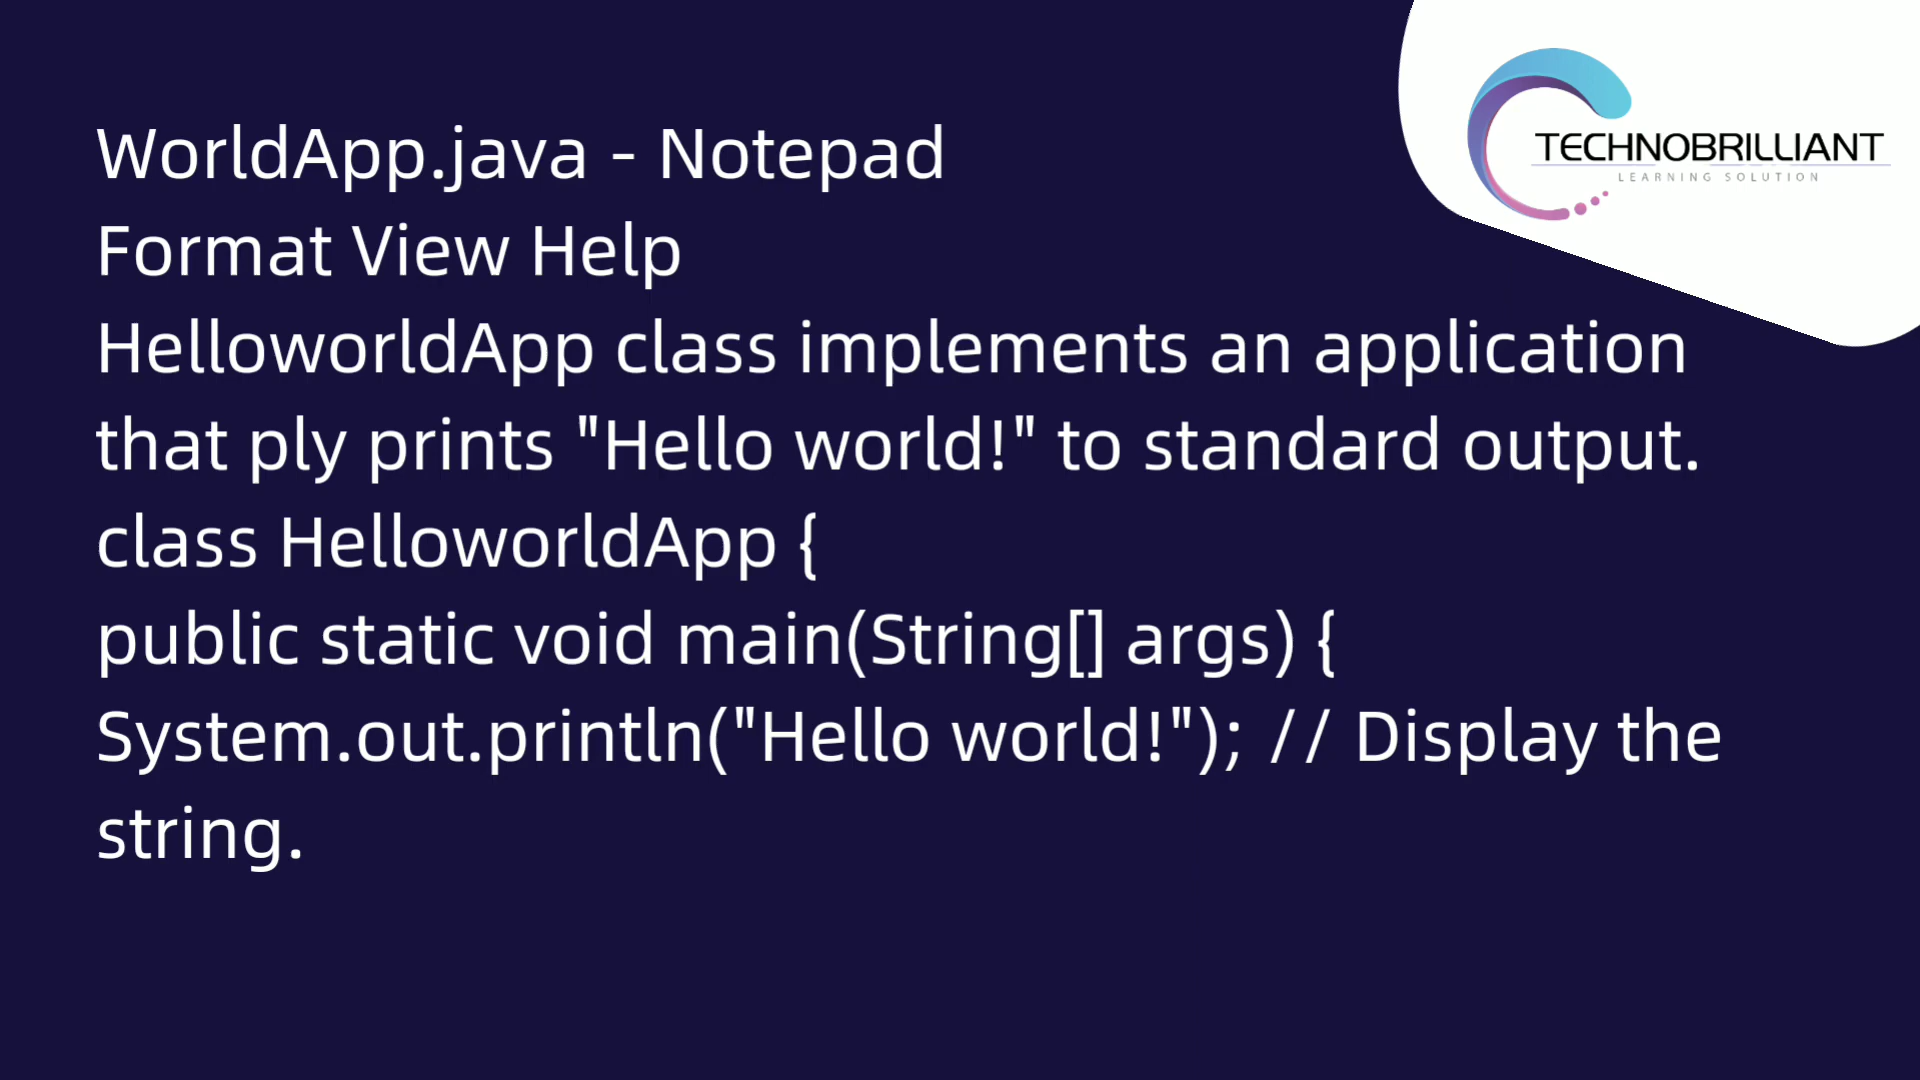 TECHNOBRILLIANT
LEARNING SOLUTION
WorldApp.java - Notepad
Format View Help
HelloworldApp class implements an application
that ply prints "Hello world!" to standard output.
class HelloworldApp {
public static void main(String[] args) {
System.out.println("Hello world!"); // Display the
string.